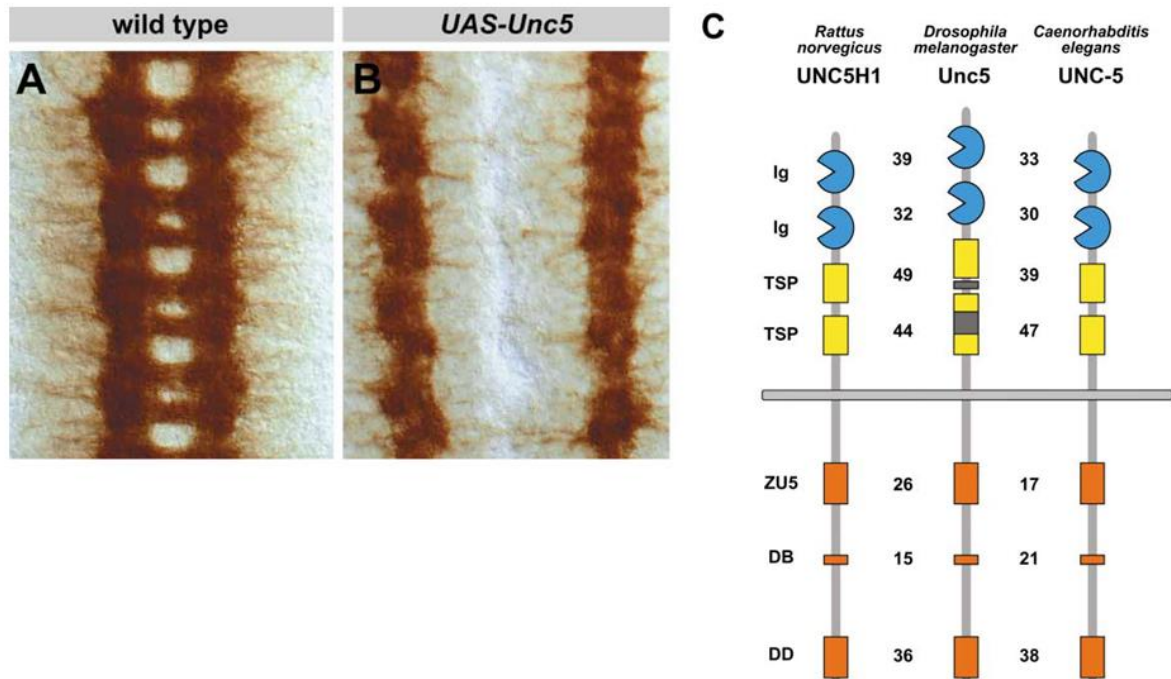 wild type
UAS-Unc5
A
B
C
Rattus norvegicus
UNC5H1
Drosophila melanogaster
Unc5
Caenorhabditis elegans
UNC-5
Ig 39 33
Ig 32 30
TSP 49 39
TSP 44 47
ZU5 26 17
DB 15 21
DD 36 38